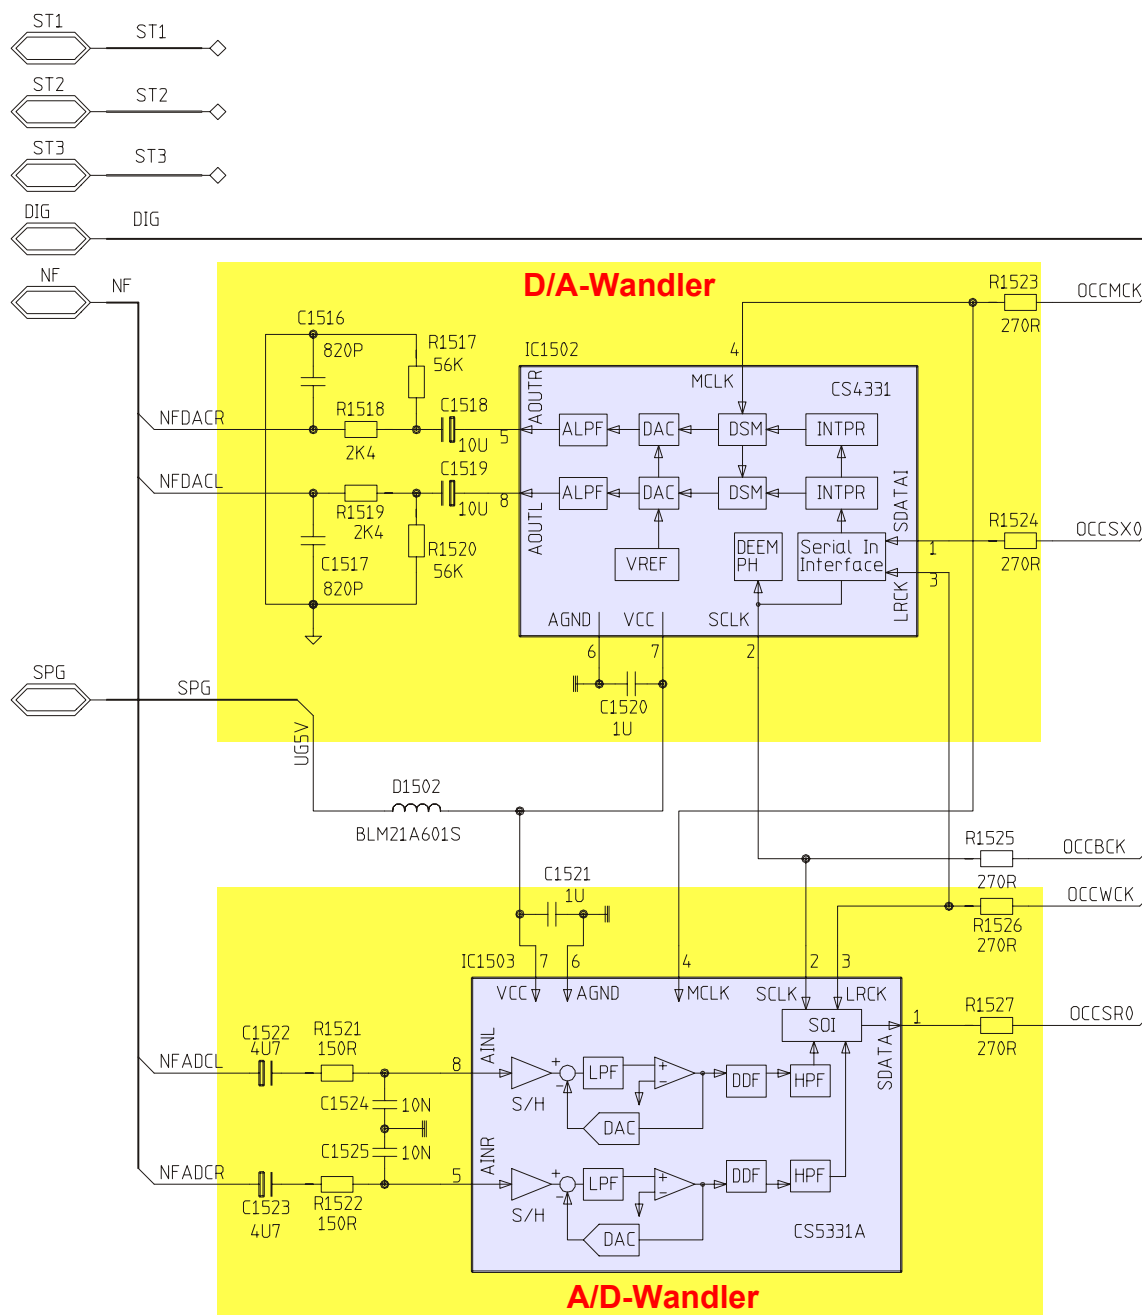 ST1
ST1
ST2
ST2
ST3
ST3
DIG
DIG
NF
NF
D/A-Wandler
R1523
270R
OCCMCK
C1516
820P
R1517
56K
IC1502
4
MCLK
CS4331
AOUTR
NFDACR
R1518
2K4
C1518
10U
5
ALPF
DAC
DSM
INTPR
NFDACL
R1519
2K4
C1519
10U
8
ALPF
DAC
DSM
INTPR
AOUTL
SDATAI
C1517
820P
R1520
56K
VREF
DEEM
PH
Serial In
Interface
1
3
LRCK
R1524
270R
OCCSX0
AGND
VCC
SCLK
6
7
2
C1520
1U
SPG
SPG
UG5V
D1502
BLM21A601S
R1525
270R
OCCBCK
C1521
1U
R1526
270R
OCCWCK
IC1503
7
6
4
2
3
VCC
AGND
MCLK
SCLK
LRCK
SOI
SDATA
1
R1527
270R
OCCSR0
NFADCL
C1522
4U7
R1521
150R
8
AINL
S/H
+
−
LPF
+
−
DDF
HPF
DAC
C1524
10N
C1525
10N
NFADCR
C1523
4U7
R1522
150R
5
AINR
S/H
+
−
LPF
+
−
DDF
HPF
DAC
CS5331A
A/D-Wandler